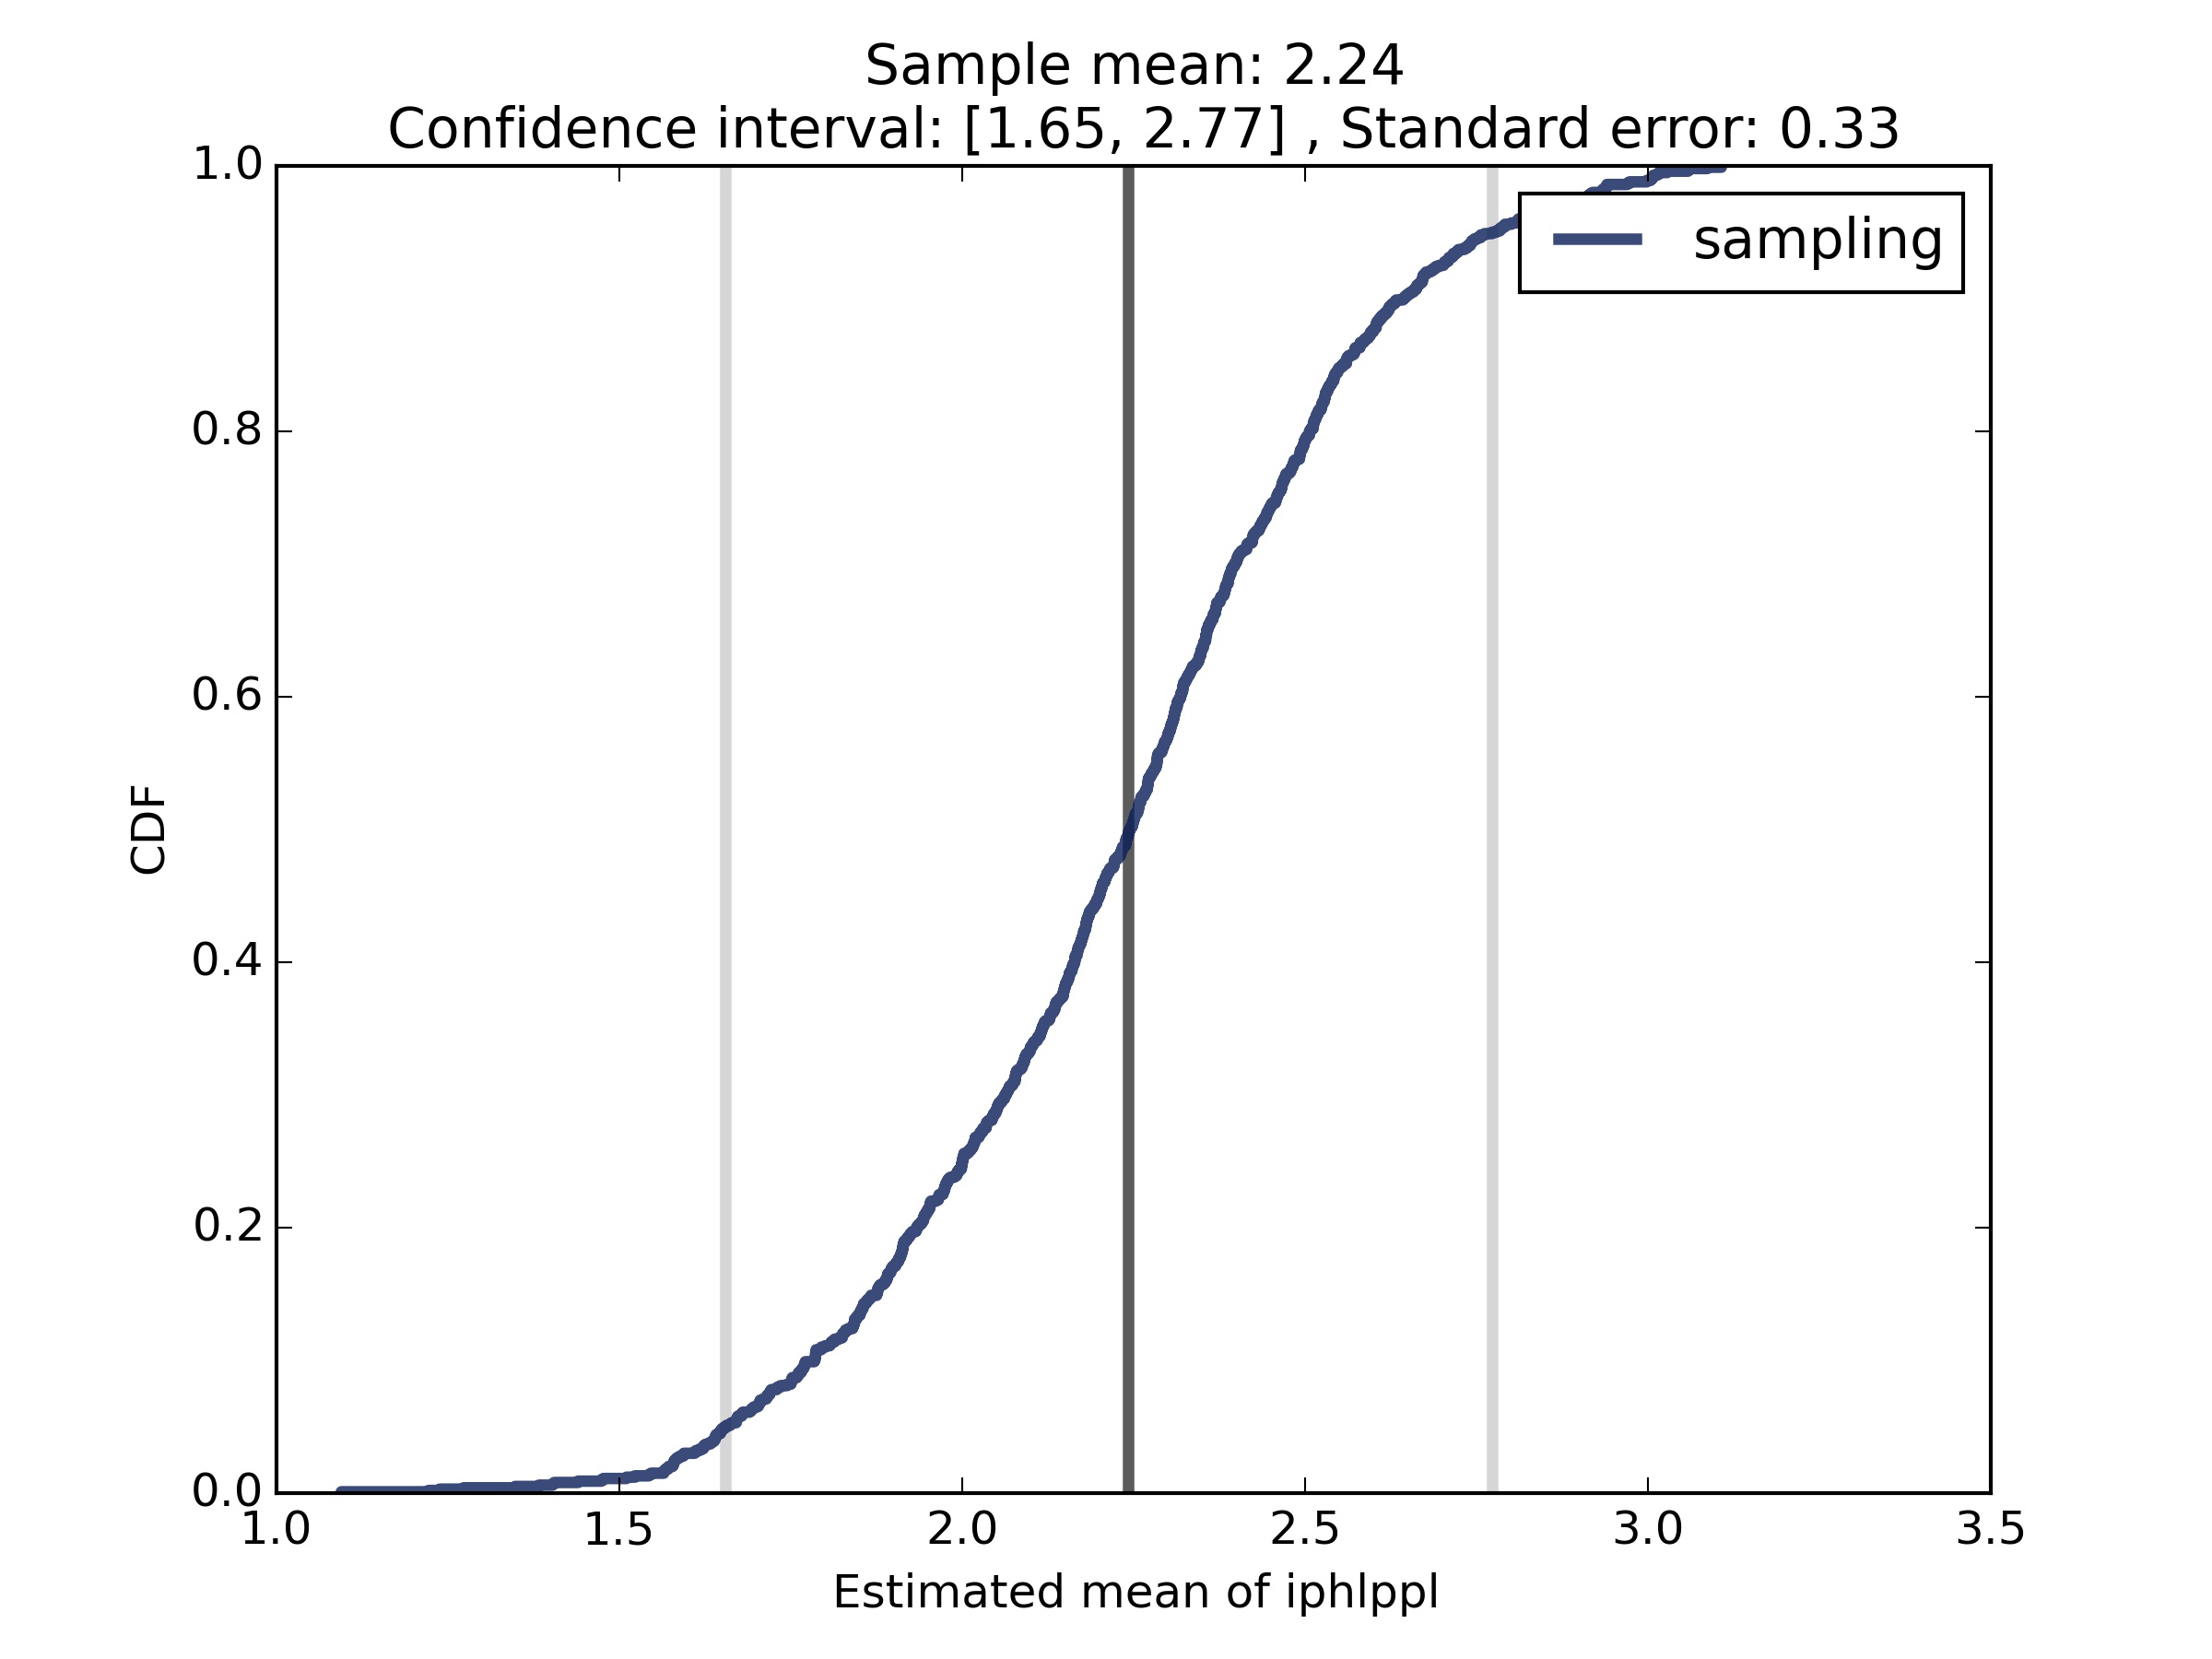 Sample mean: 2.24
Confidence interval: [1.65, 2.77] , Standard error: 0.33
1.0
0.8
0.6
0.4
0.2
0.0
CDF
sampling
1.0 1.5 2.0 2.5 3.0 3.5
Estimated mean of iphlppl